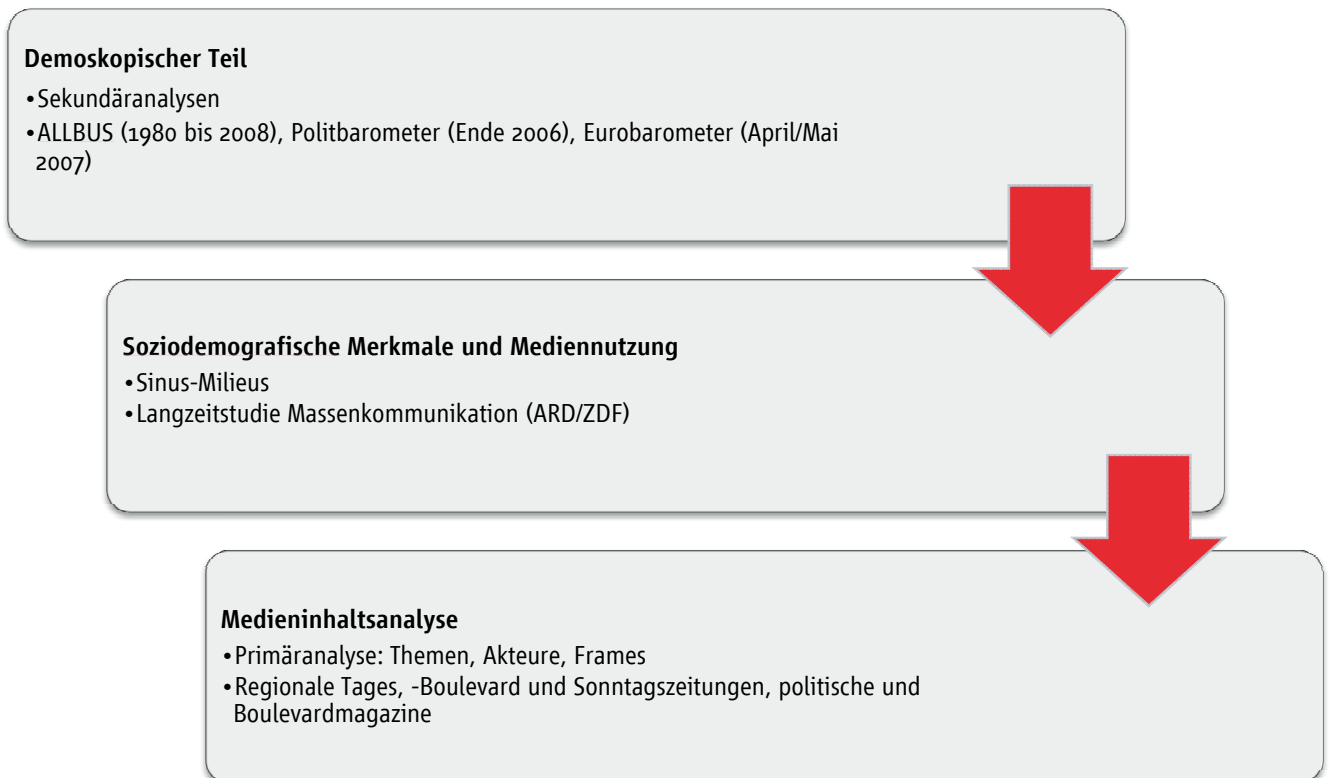 Demoskopischer Teil
•Sekundäranalysen
•ALLBUS (1980 bis 2008), Politbarometer (Ende 2006), Eurobarometer (April/Mai
2007)
Soziodemografische Merkmale und Mediennutzung
•Sinus-Milieus
•Langzeitstudie Massenkommunikation (ARD/ZDF)
Medieninhaltsanalyse
•Primäranalyse: Themen, Akteure, Frames
•Regionale Tages, -Boulevard und Sonntagszeitungen, politische und
Boulevardmagazine